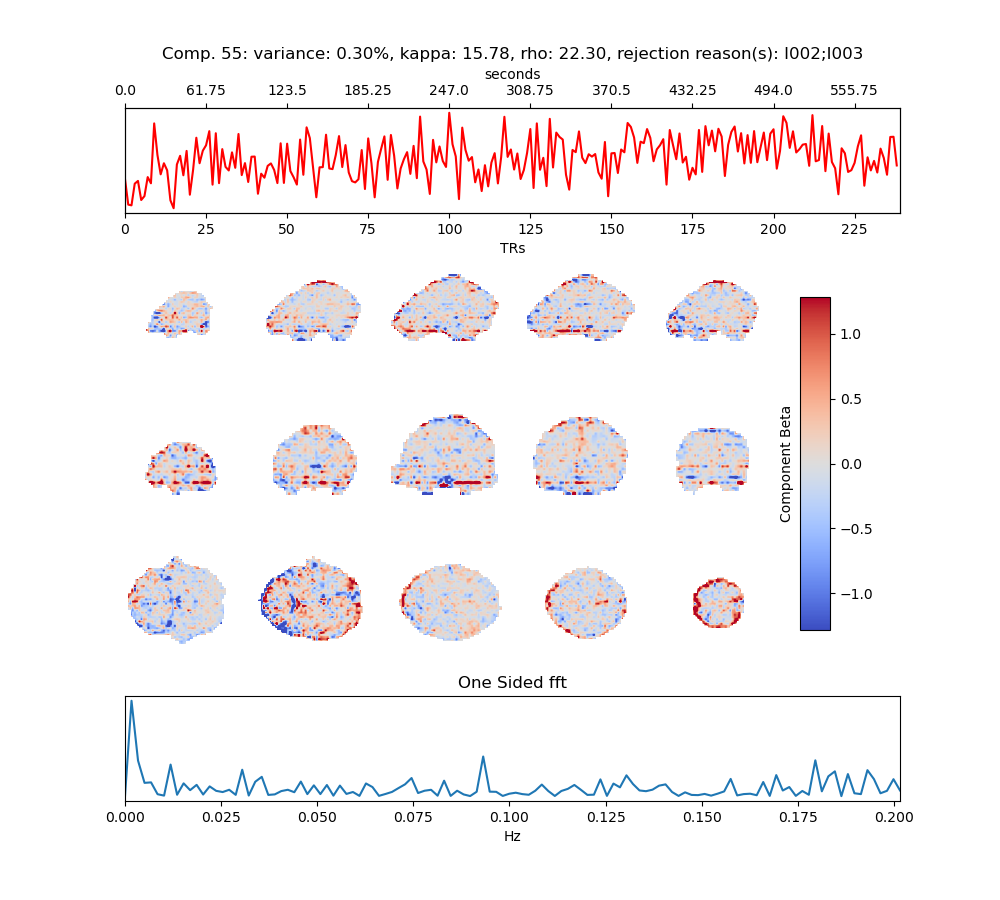 Comp. 55: variance: 0.30%, kappa: 15.78, rho: 22.30, rejection reason(s): I002;I003
seconds
0.0 61.75 123.5 185.25 247.0 308.75 370.5 432.25 494.0 555.75
0 25 50 75 100 125 150 175 200 225
TRs
1.0
0.5
0.0
−0.5
−1.0
Component Beta
One Sided fft
0.000 0.025 0.050 0.075 0.100 0.125 0.150 0.175 0.200
Hz